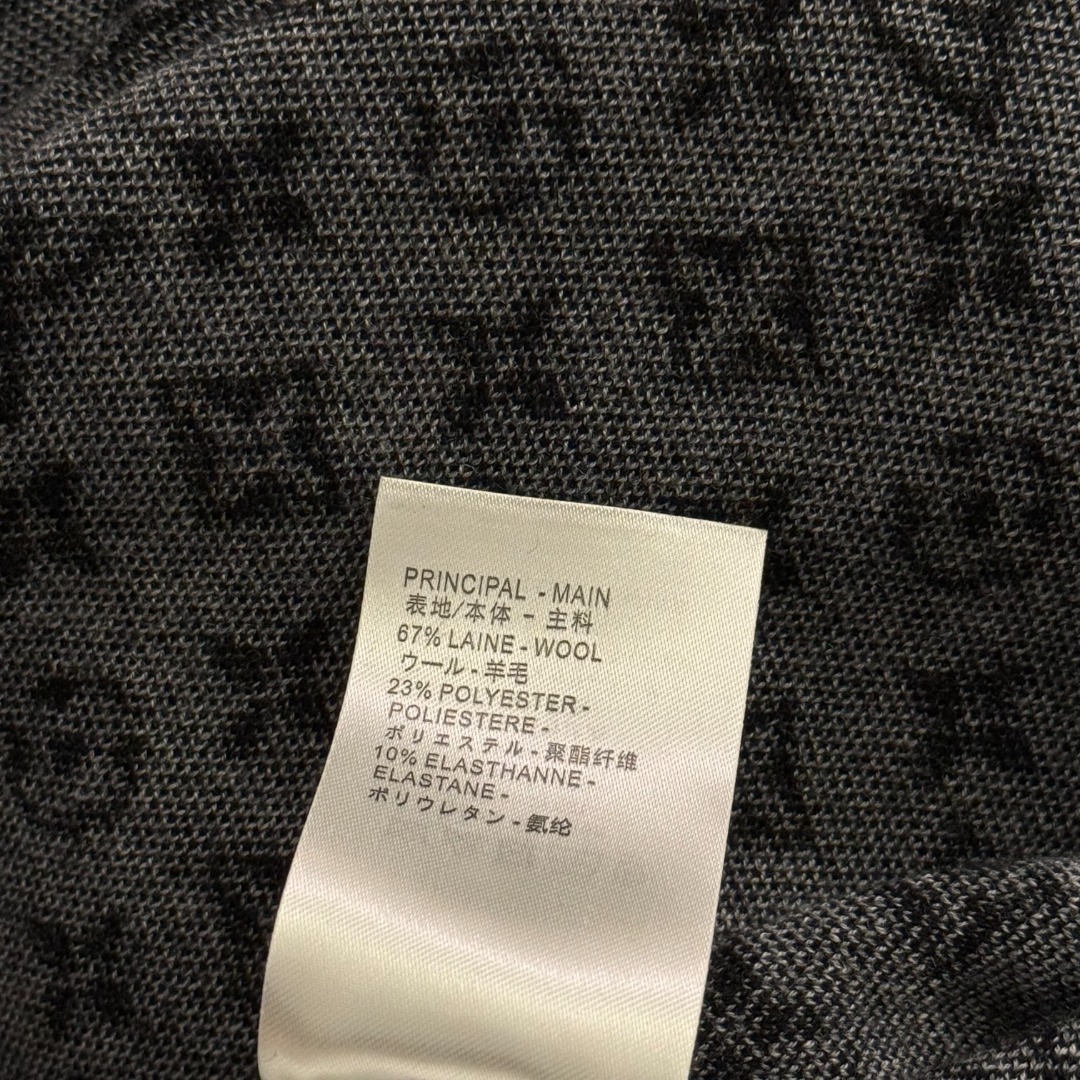 PRINCIPAL - MAIN
表地/本体 - 主料
67% LAINE - WOOL
ウール - 羊毛
23% POLYESTER -
POLIESTERE -
ポリエステル - 聚酯纤维
10% ELASTHANNE -
ELASTANE -
ポリウレタン - 氨纶